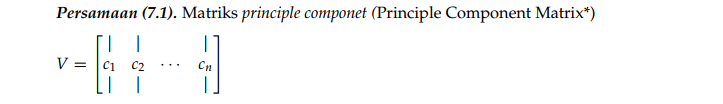 Persamaan (7.1). Matriks principle componet (Principle Component Matrix*)
V = [ | | |
c1 c2 ··· cn
| | | ]